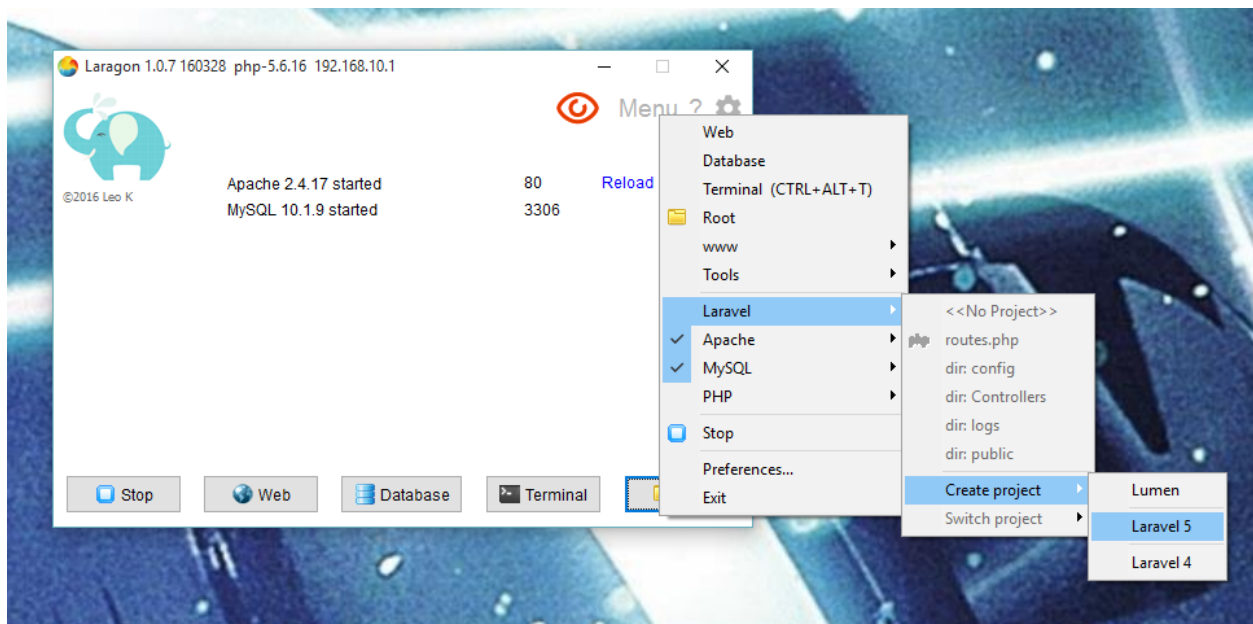 Laragon 1.0.7 160328 php-5.6.16 192.168.10.1
Menu ?
©2016 Leo K
Apache 2.4.17 started 80 Reload
MySQL 10.1.9 started 3306
Stop
Web
Database
Terminal
Web
Database
Terminal (CTRL+ALT+T)
Root
www
Tools
Laravel
Apache
MySQL
PHP
Stop
Preferences...
Exit
<<No Project>>
php routes.php
dir: config
dir: Controllers
dir: logs
dir: public
Create project
Switch project
Lumen
Laravel 5
Laravel 4